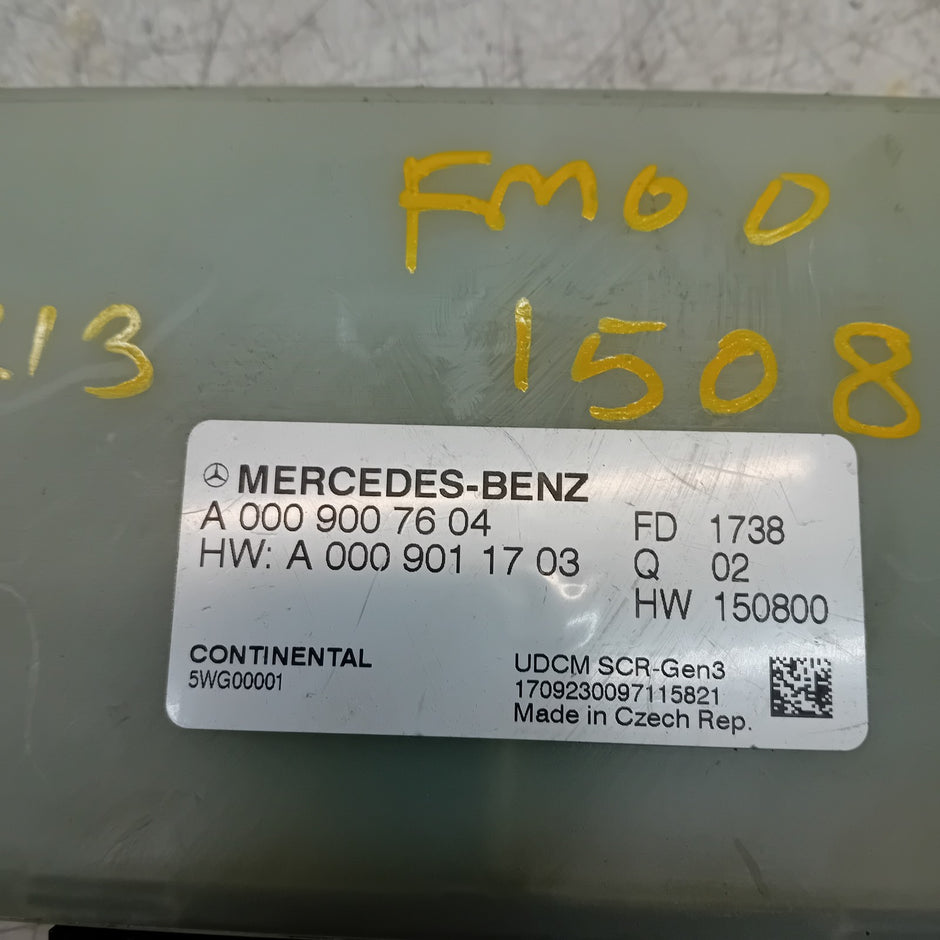 FM00
213
1508
MERCEDES-BENZ
A 000 900 76 04
HW: A 000 901 17 03
FD 1738
Q 02
HW 150800
CONTINENTAL
5WG00001
UDCM SCR-Gen3
1709230097115821
Made in Czech Rep.